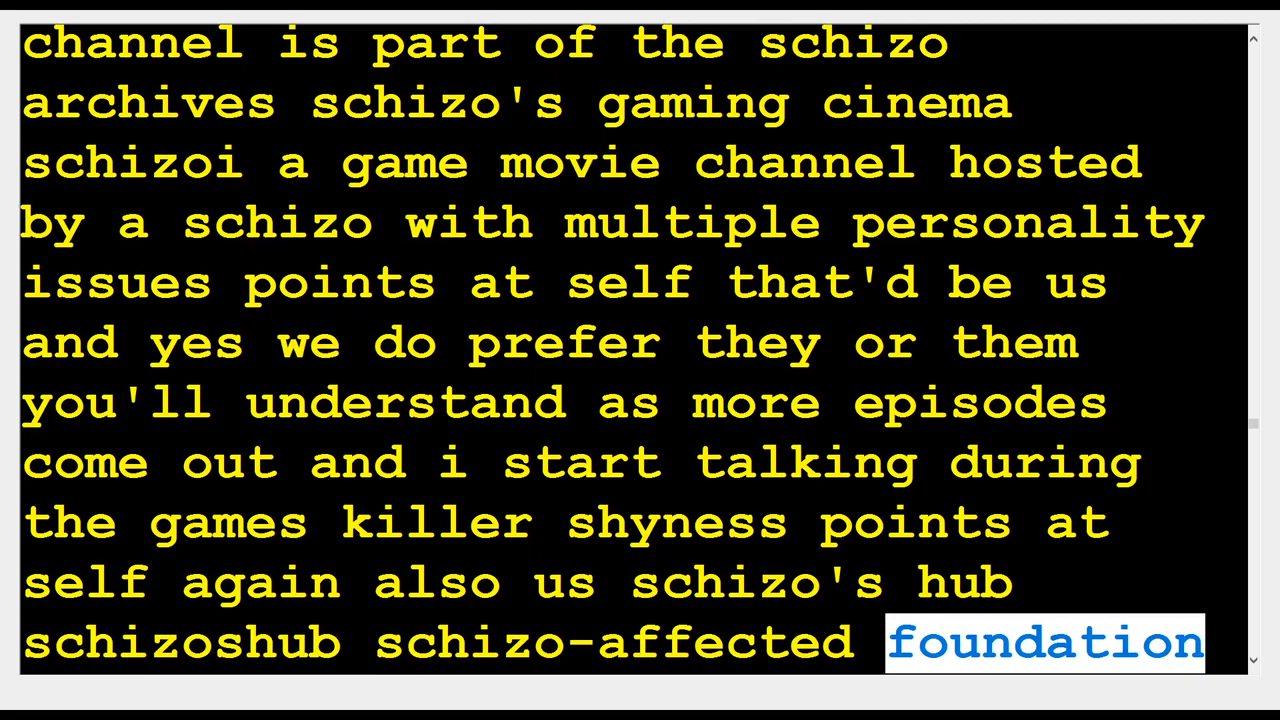 channel is part of the schizo
archives schizo's gaming cinema
schizoi a game movie channel hosted
by a schizo with multiple personality
issues points at self that'd be us
and yes we do prefer they or them
you'll understand as more episodes
come out and i start talking during
the games killer shyness points at
self again also us schizo's hub
schizoshub schizo-affected foundation